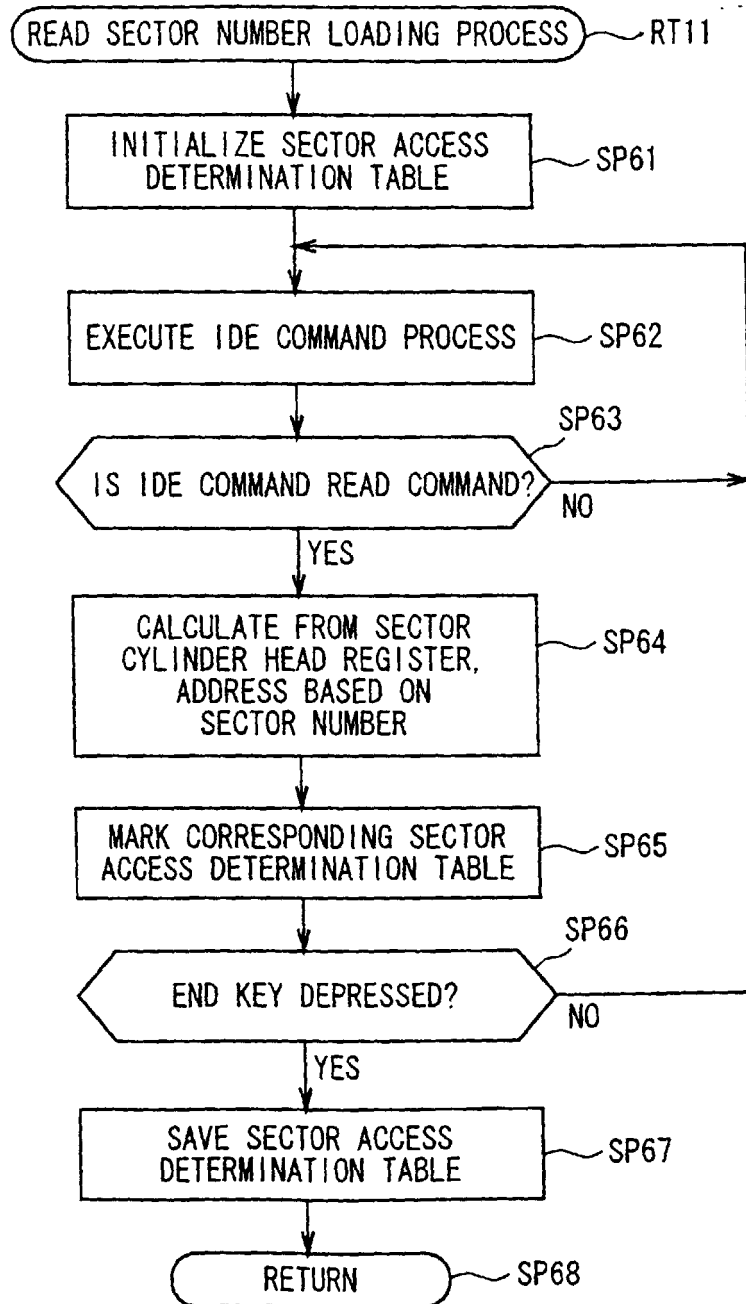 READ SECTOR NUMBER LOADING PROCESS
RT11
INITIALIZE SECTOR ACCESS
DETERMINATION TABLE
SP61
EXECUTE IDE COMMAND PROCESS
SP62
SP63
IS IDE COMMAND READ COMMAND?
NO
YES
CALCULATE FROM SECTOR
CYLINDER HEAD REGISTER,
ADDRESS BASED ON
SECTOR NUMBER
SP64
MARK CORRESPONDING SECTOR
ACCESS DETERMINATION TABLE
SP65
SP66
END KEY DEPRESSED?
NO
YES
SAVE SECTOR ACCESS
DETERMINATION TABLE
SP67
RETURN
SP68